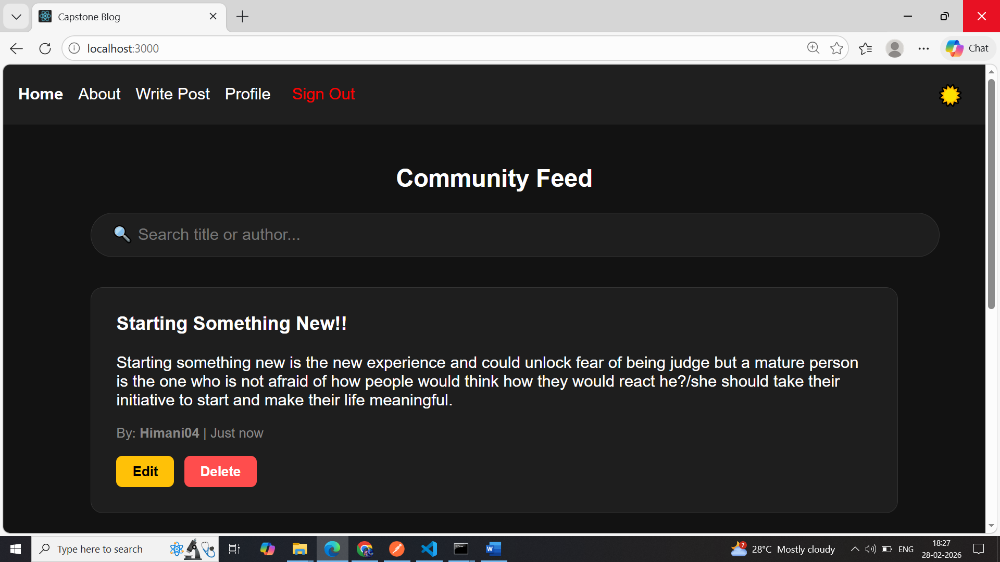 Capstone Blog
localhost:3000
Chat
Home About Write Post Profile Sign Out
Community Feed
Search title or author...
Starting Something New!!
Starting something new is the new experience and could unlock fear of being judge but a mature person
is the one who is not afraid of how people would think how they would react he?/she should take their
initiative to start and make their life meaningful.
By: Himani04 | Just now
Edit Delete
Type here to search
7
28°C Mostly cloudy
ENG
18:27
28-02-2026